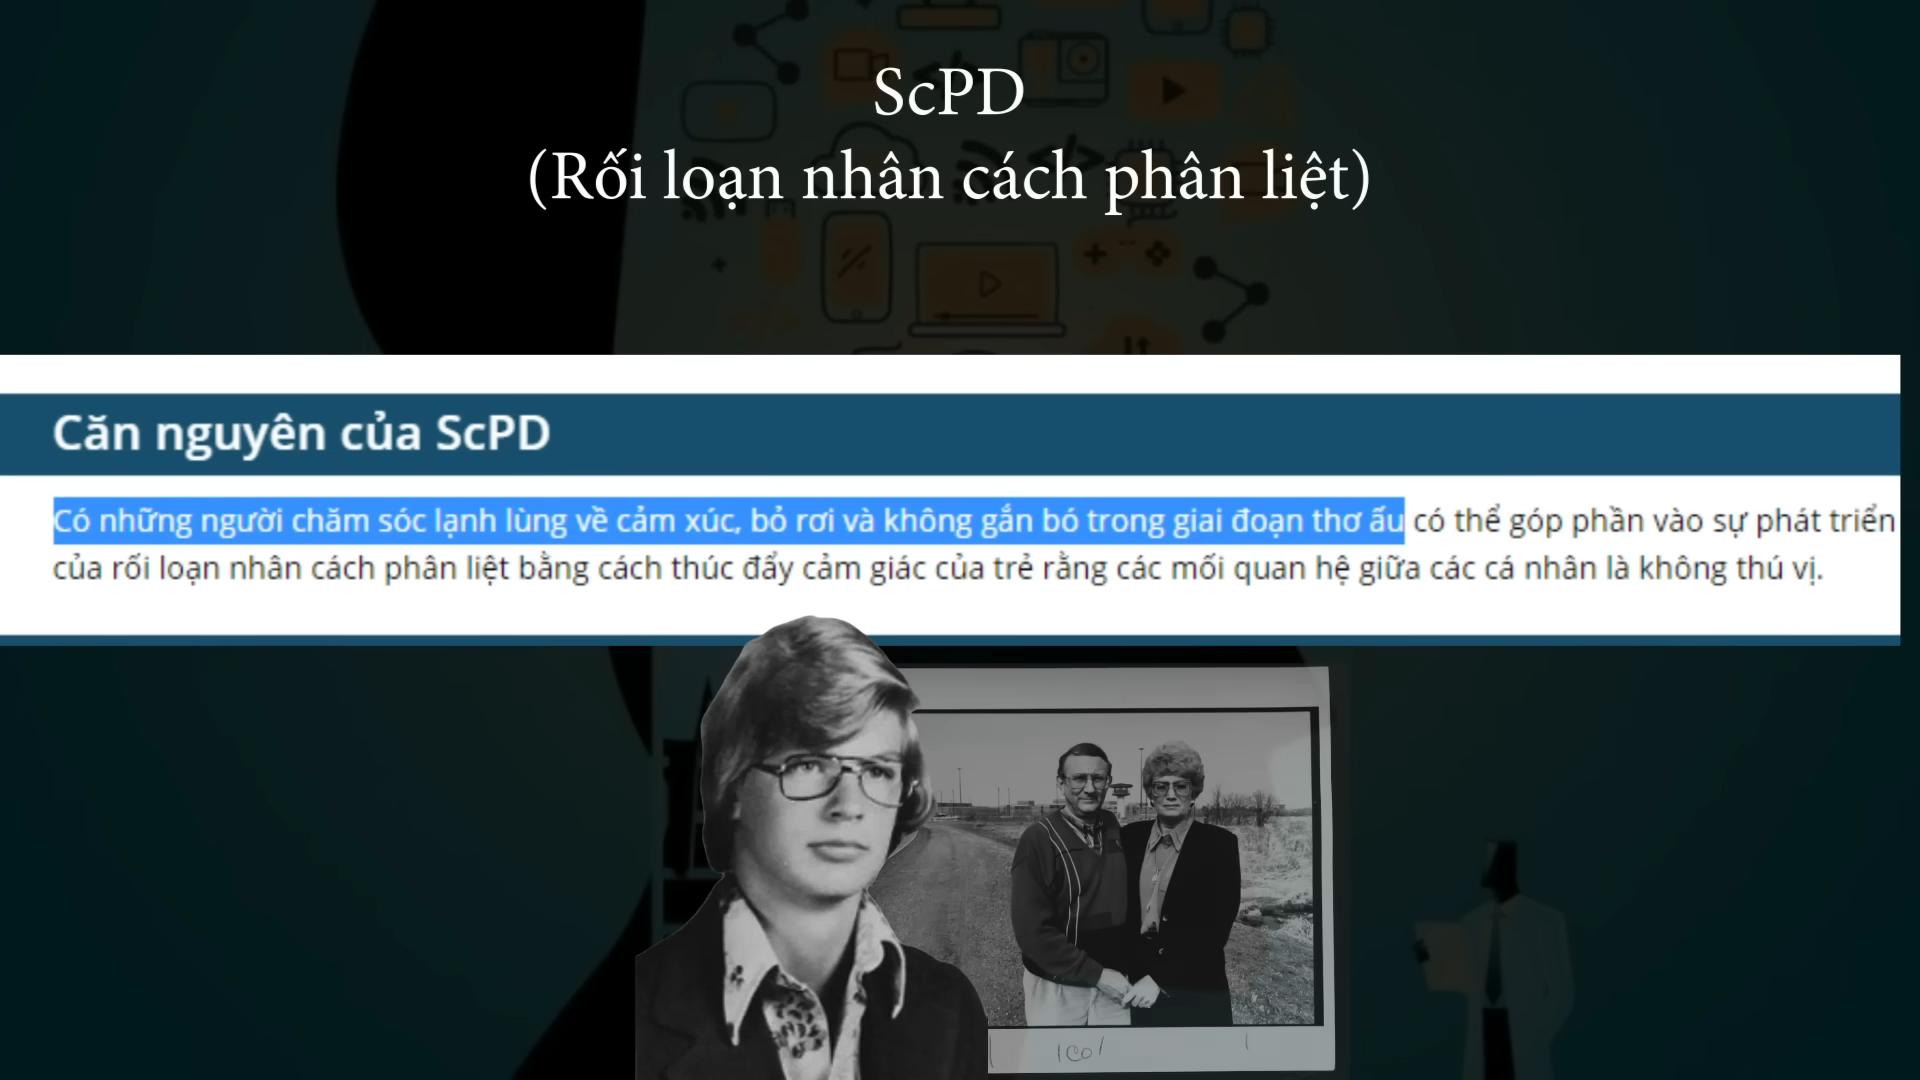 ScPD
(Rối loạn nhân cách phân liệt)
Căn nguyên của ScPD
Có những người chăm sóc lạnh lùng về cảm xúc, bỏ rơi và không gắn bó trong giai đoạn thơ ấu có thể góp phần vào sự phát triển
của rối loạn nhân cách phân liệt bằng cách thúc đẩy cảm giác của trẻ rằng các mối quan hệ giữa các cá nhân là không thú vị.